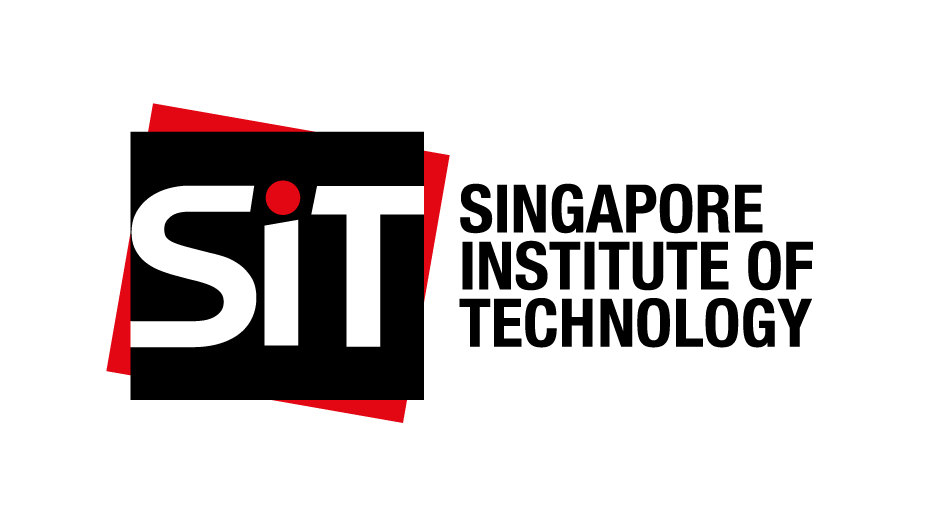 SiT
SINGAPORE
INSTITUTE OF
TECHNOLOGY